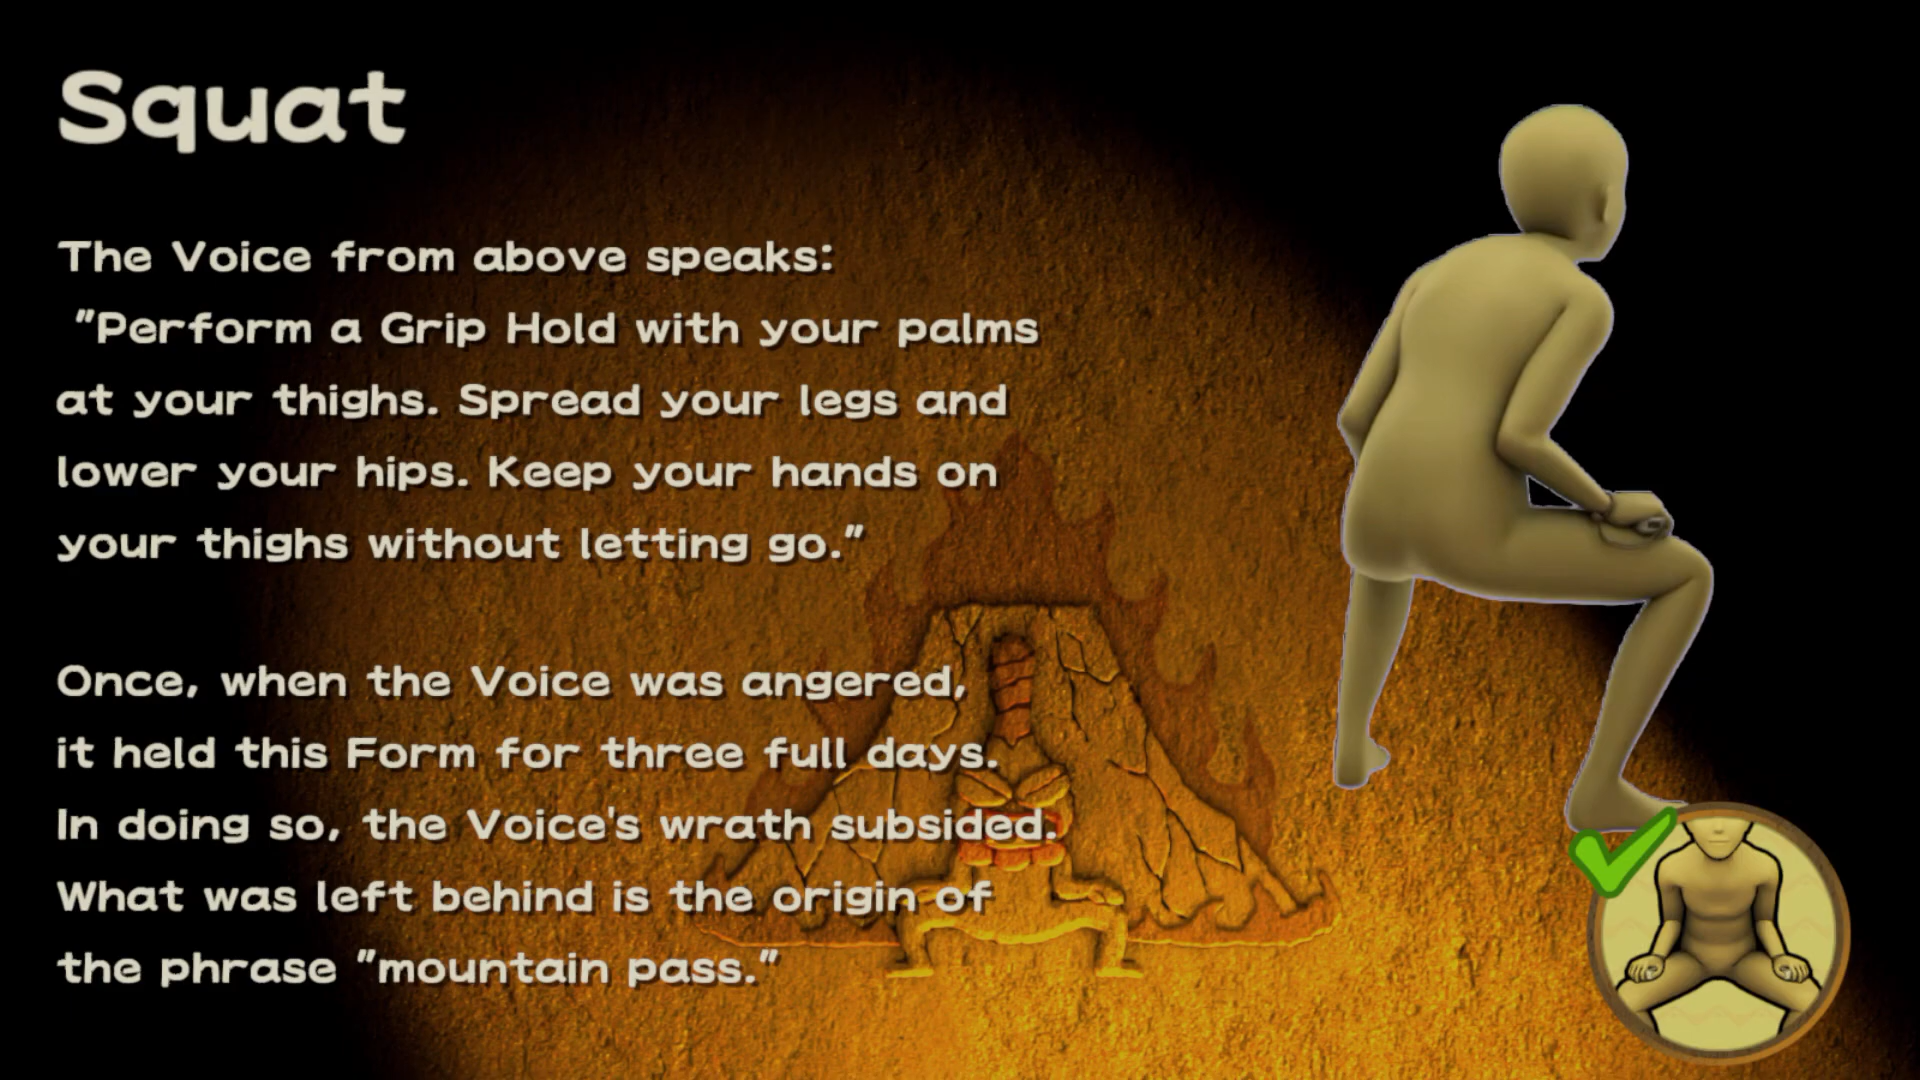 Squat
The Voice from above speaks:
"Perform a Grip Hold with your palms
at your thighs. Spread your legs and
lower your hips. Keep your hands on
your thighs without letting go."
Once, when the Voice was angered,
it held this Form for three full days.
In doing so, the Voice's wrath subsided.
What was left behind is the origin of
the phrase "mountain pass."